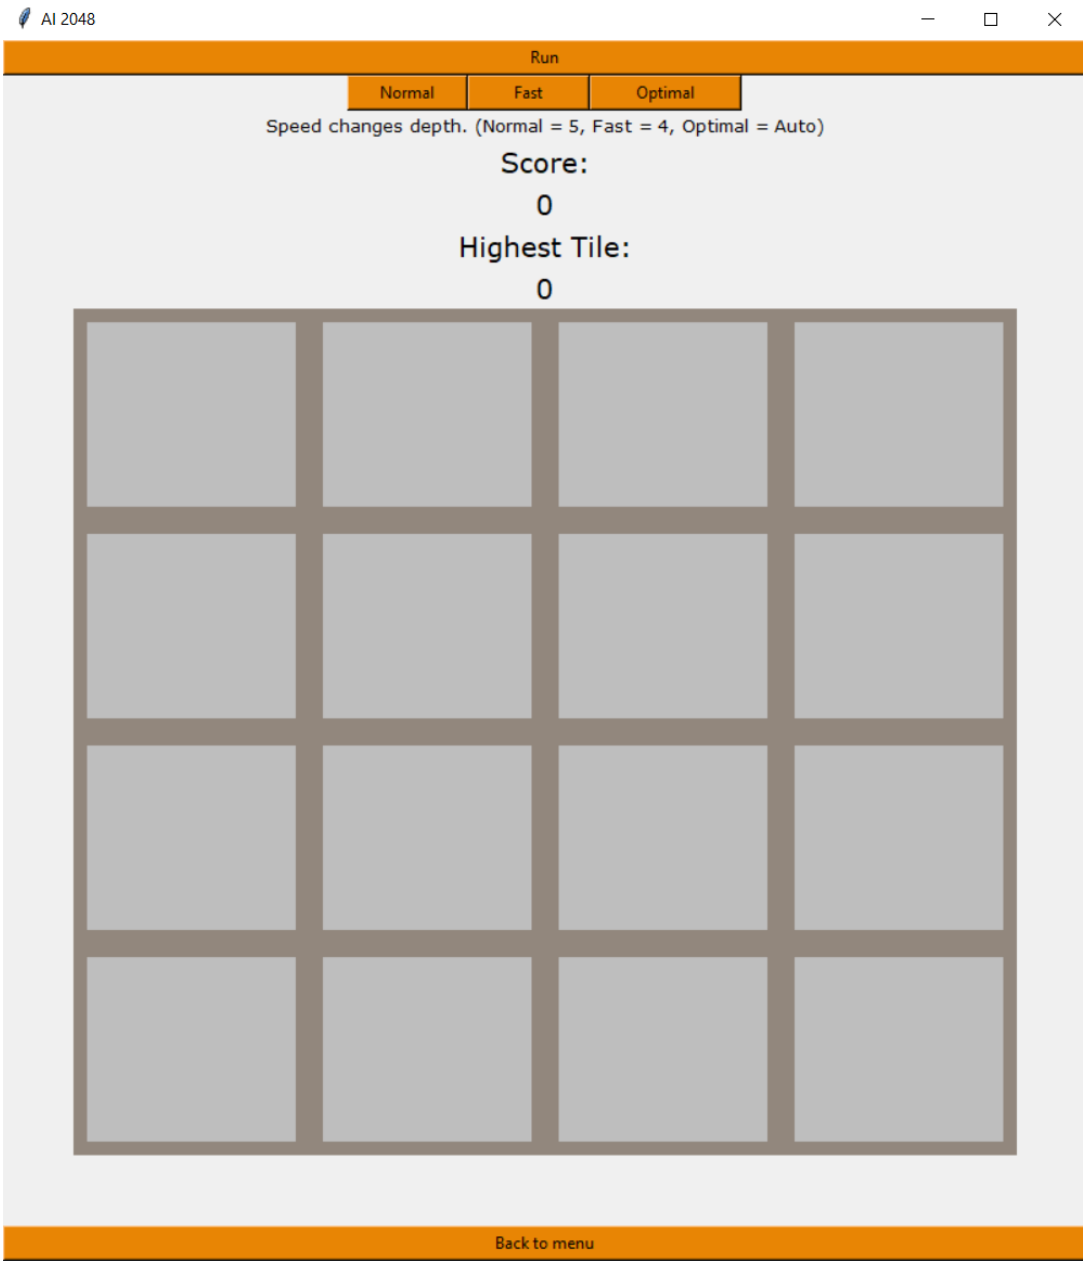 AI 2048
Run
Normal Fast Optimal
Speed changes depth. (Normal = 5, Fast = 4, Optimal = Auto)
Score:
0
Highest Tile:
0
Back to menu